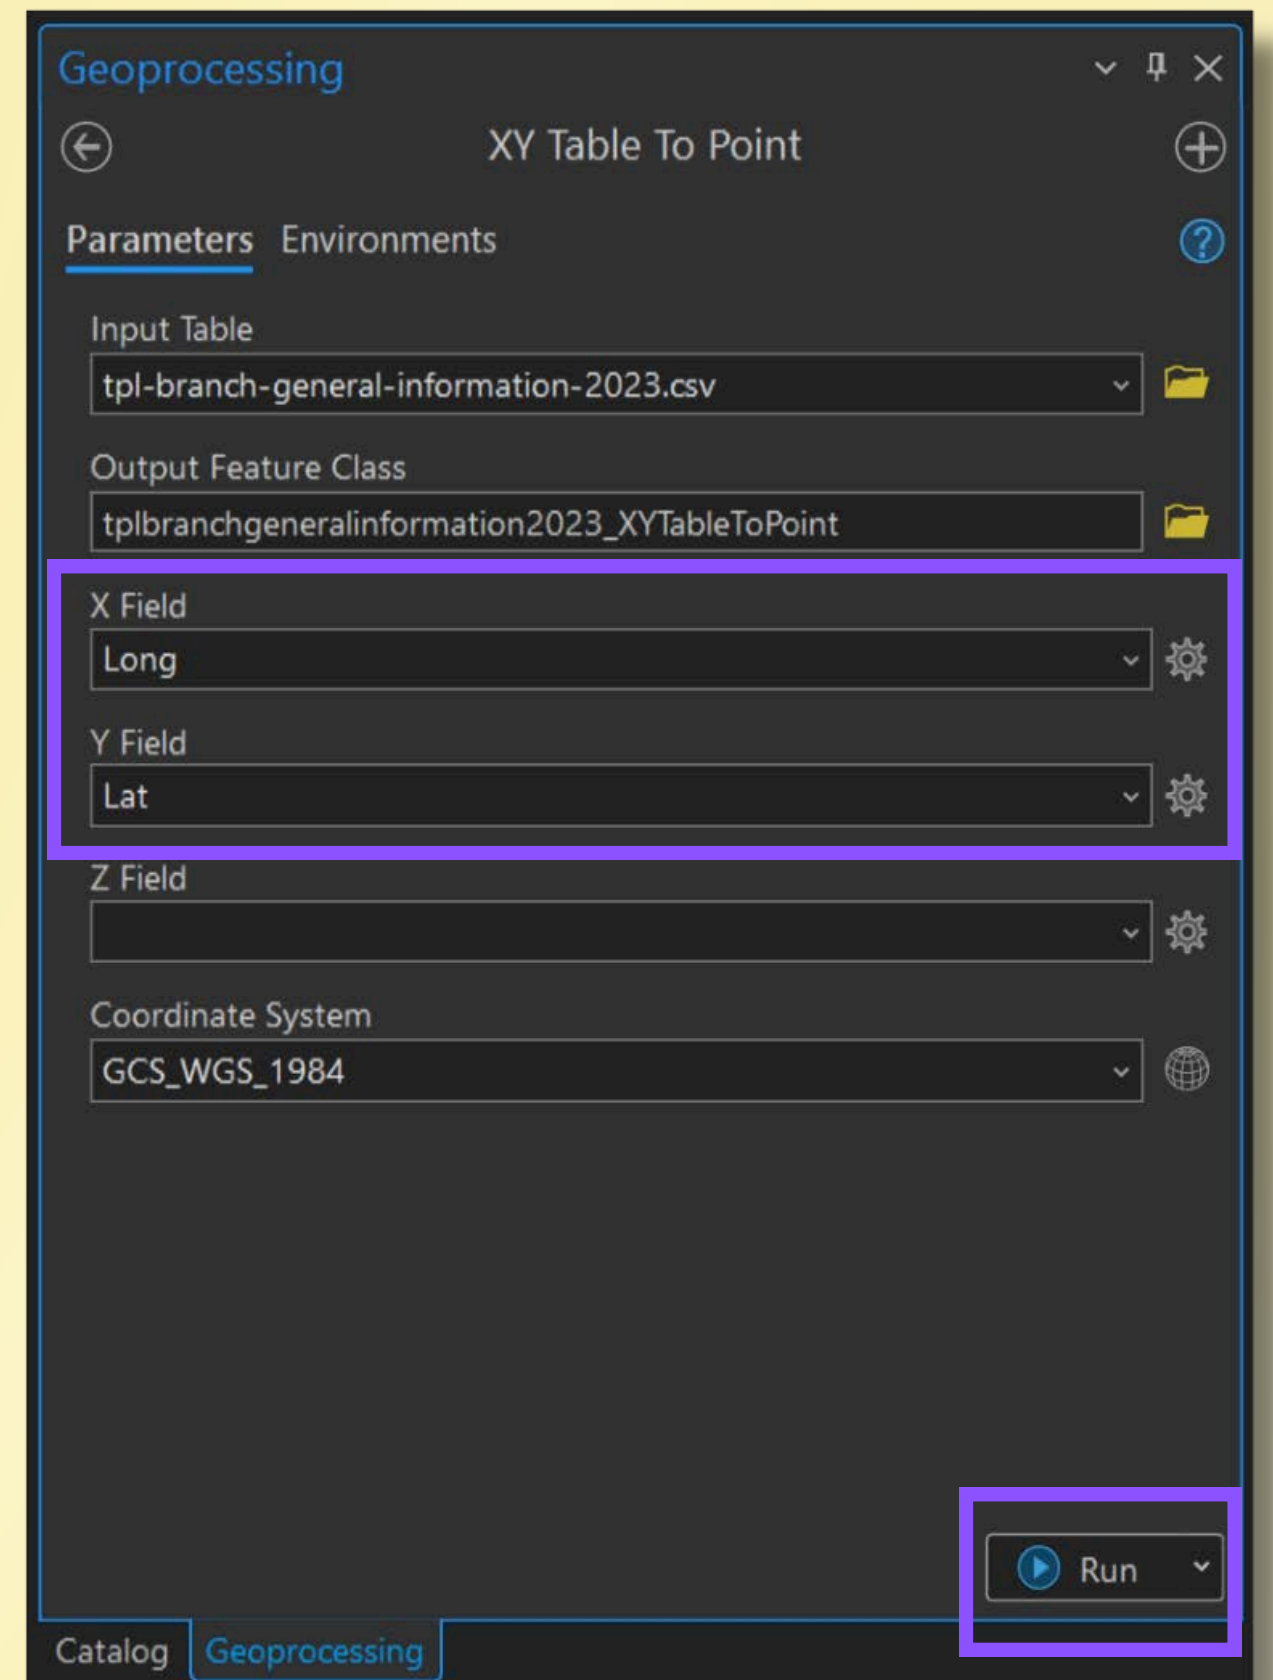 Geoprocessing
XY Table To Point
Parameters Environments
Input Table
tpl-branch-general-information-2023.csv
Output Feature Class
tplbranchgeneralinformation2023_XYTableToPoint
X Field
Long
Y Field
Lat
Z Field
Coordinate System
GCS_WGS_1984
Run
Catalog Geoprocessing